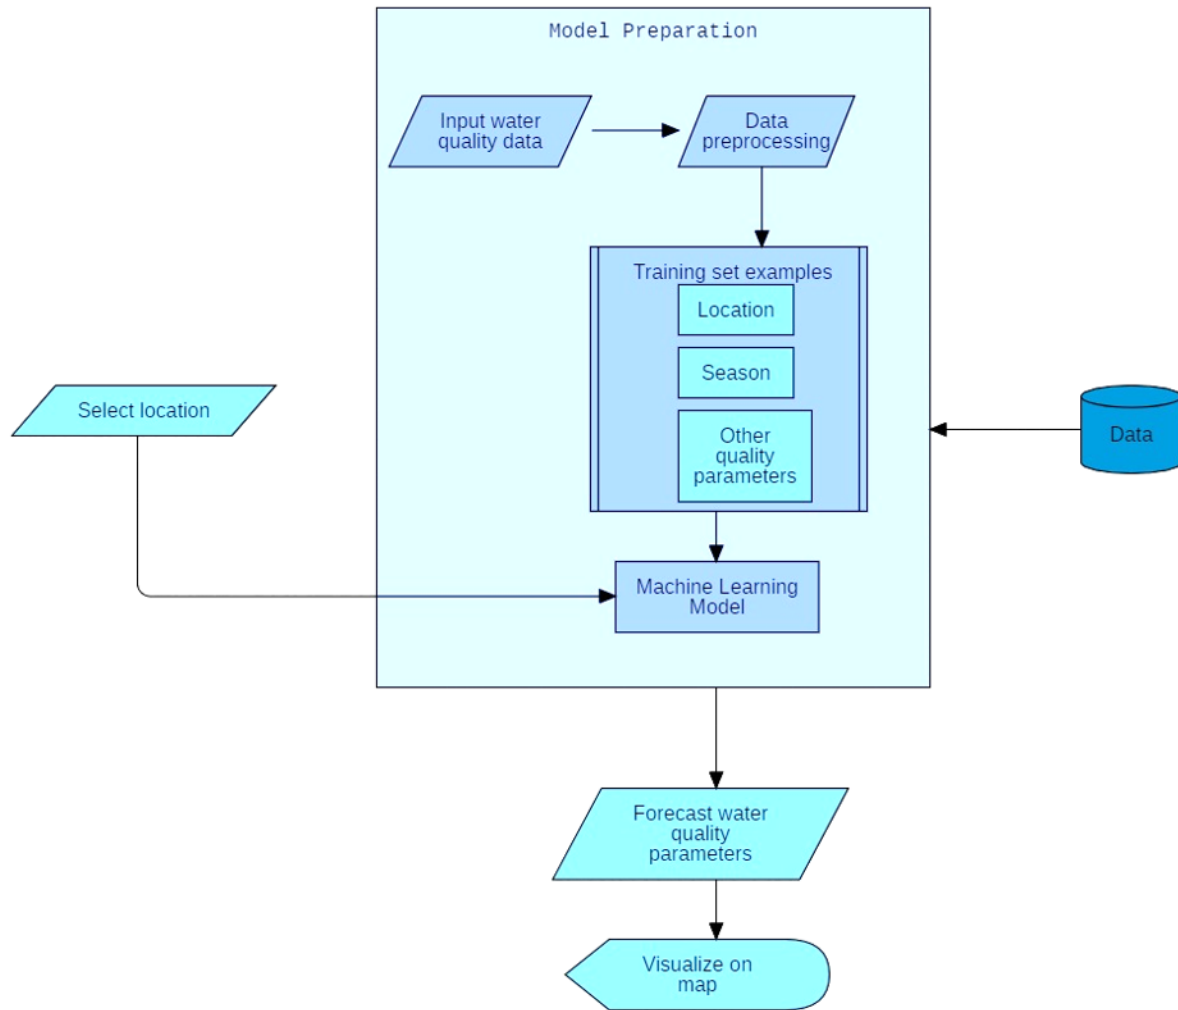 Model Preparation
Input water
quality data
Data
preprocessing
Training set examples
Location
Season
Other
quality
parameters
Select location
Data
Machine Learning
Model
Forecast water
quality
parameters
Visualize on
map